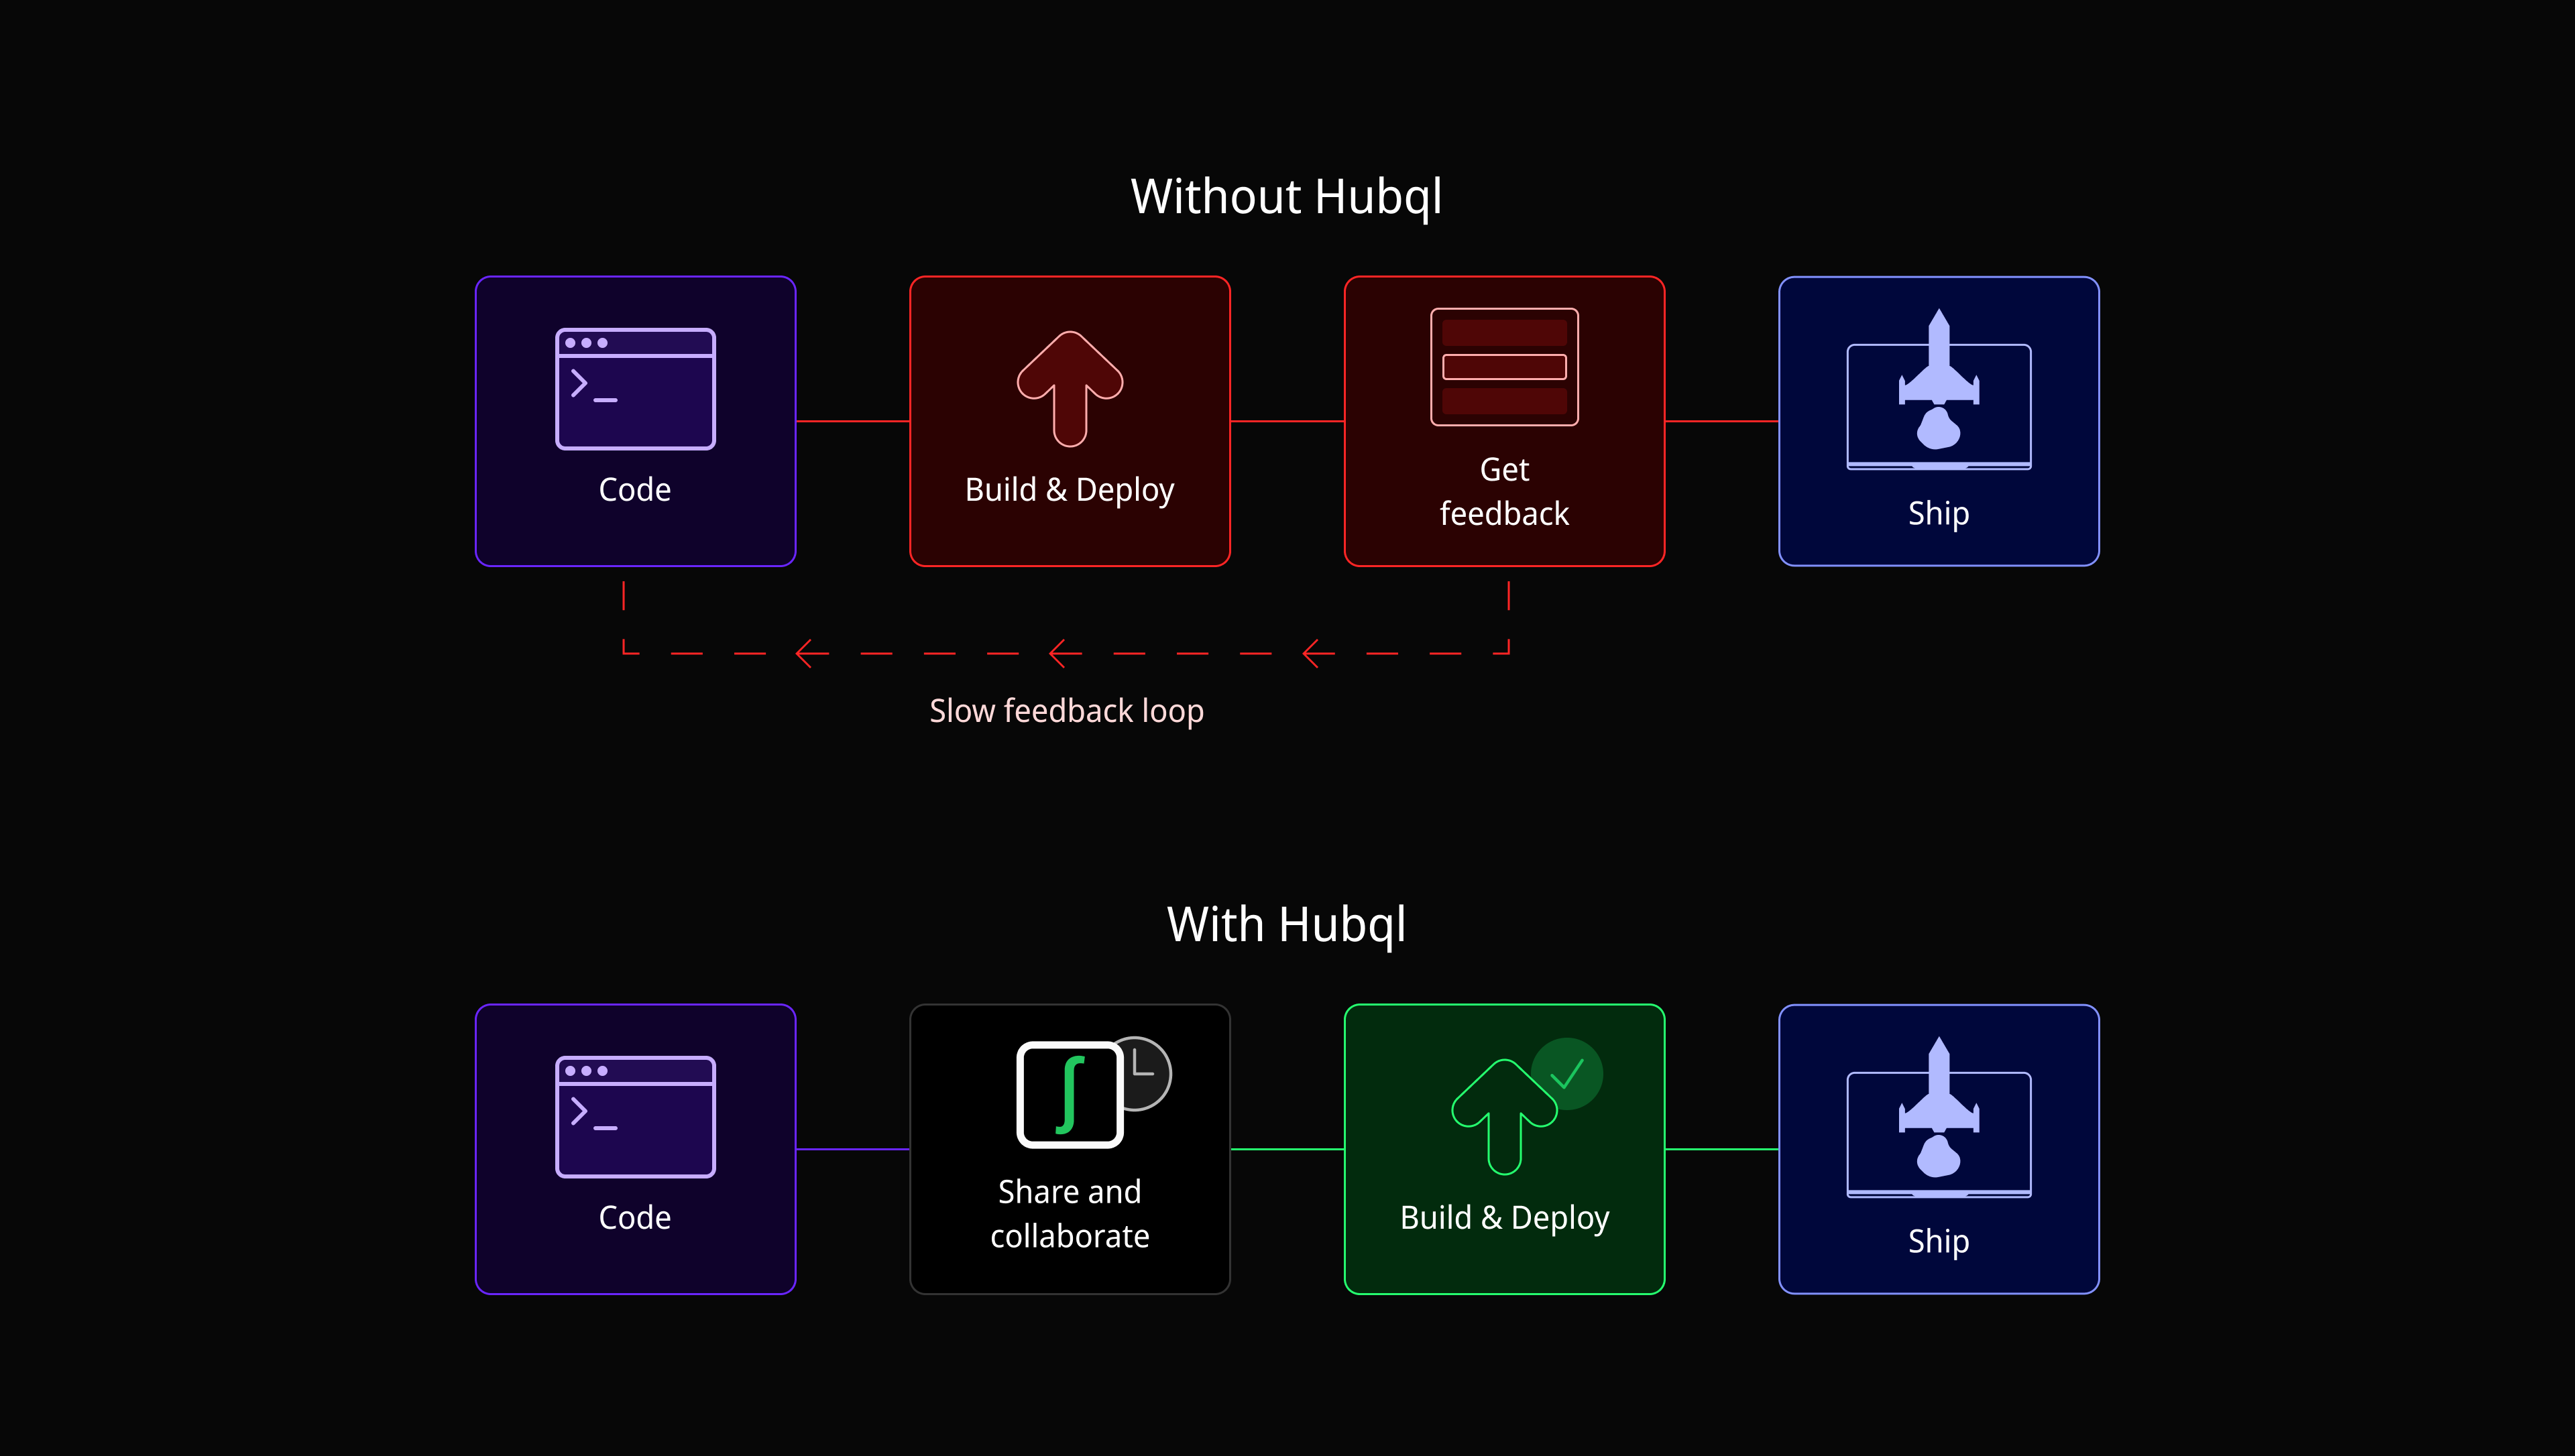 Without Hubql
Code
Build & Deploy
Get
feedback
Ship
Slow feedback loop
With Hubql
Code
Share and
collaborate
Build & Deploy
Ship